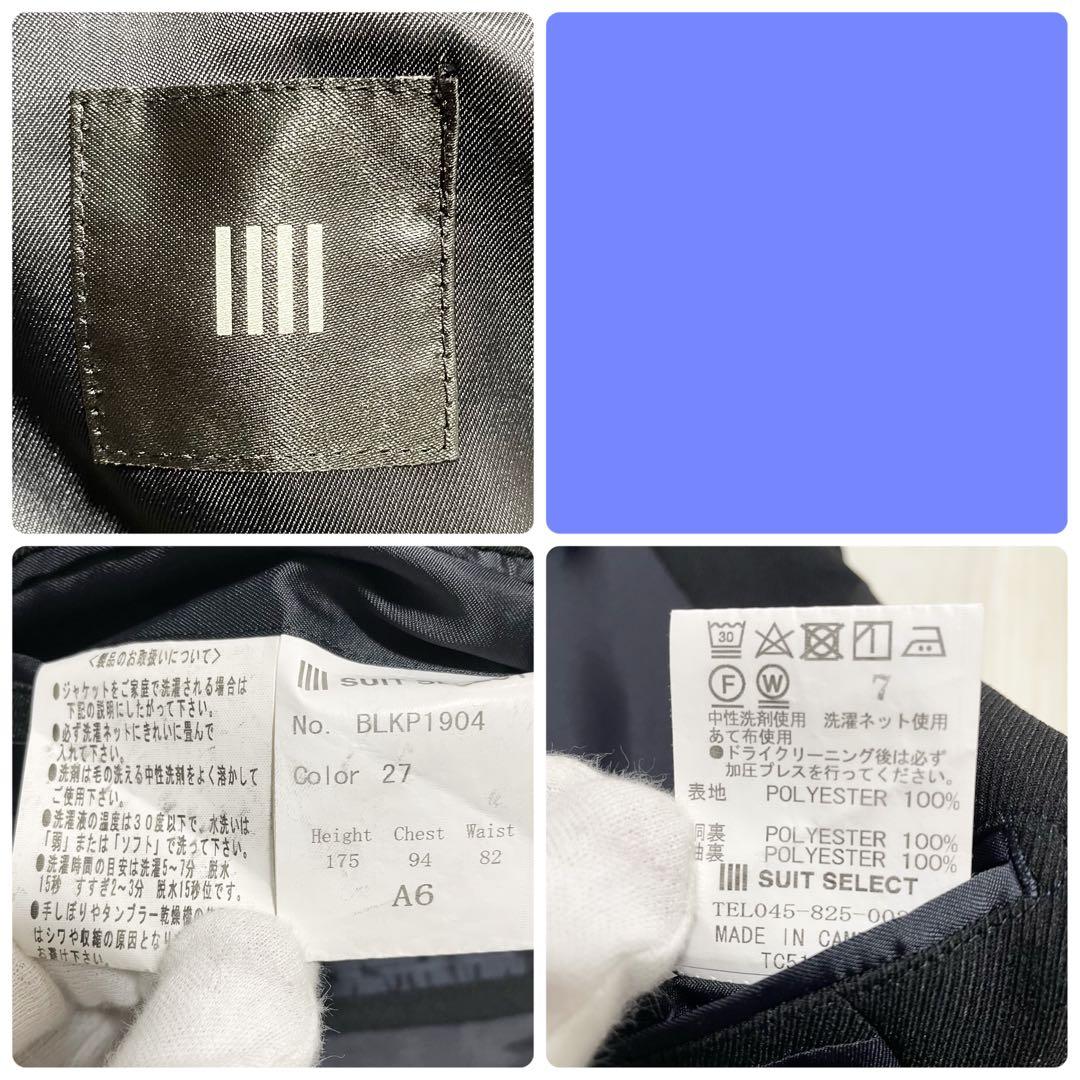 <製品のお取扱いについて>
●ジャケットをご家庭で洗濯される場合は
下記の説明にしたがって下さい。
●必ず洗濯ネットにきれいに畳んで
入れて下さい。
●洗剤は毛の洗える中性洗剤をよく溶かして
ご使用下さい。
●洗濯液の温度は30度以下で、水洗いは
「弱」または「ソフト」で洗って下さい。
●洗濯時間の目安は洗濯5~7分 脱水
15秒 すすぎ2~3分 脱水15秒位です。
●手しぼりやタンブラー乾燥機の
はシワや収縮の原因となり
お避け下さい。
SUIT SELECT
No. BLKP1904
Color 27
Height Chest Waist
175 94 82
A6
30
F W 7
中性洗剤使用 洗濯ネット使用
あて布使用
●ドライクリーニング後は必ず
加圧プレスを行ってください。
表地 POLYESTER 100%
胴裏 POLYESTER 100%
袖裏 POLYESTER 100%
SUIT SELECT
TEL045-825-00
MADE IN CAM
TC51